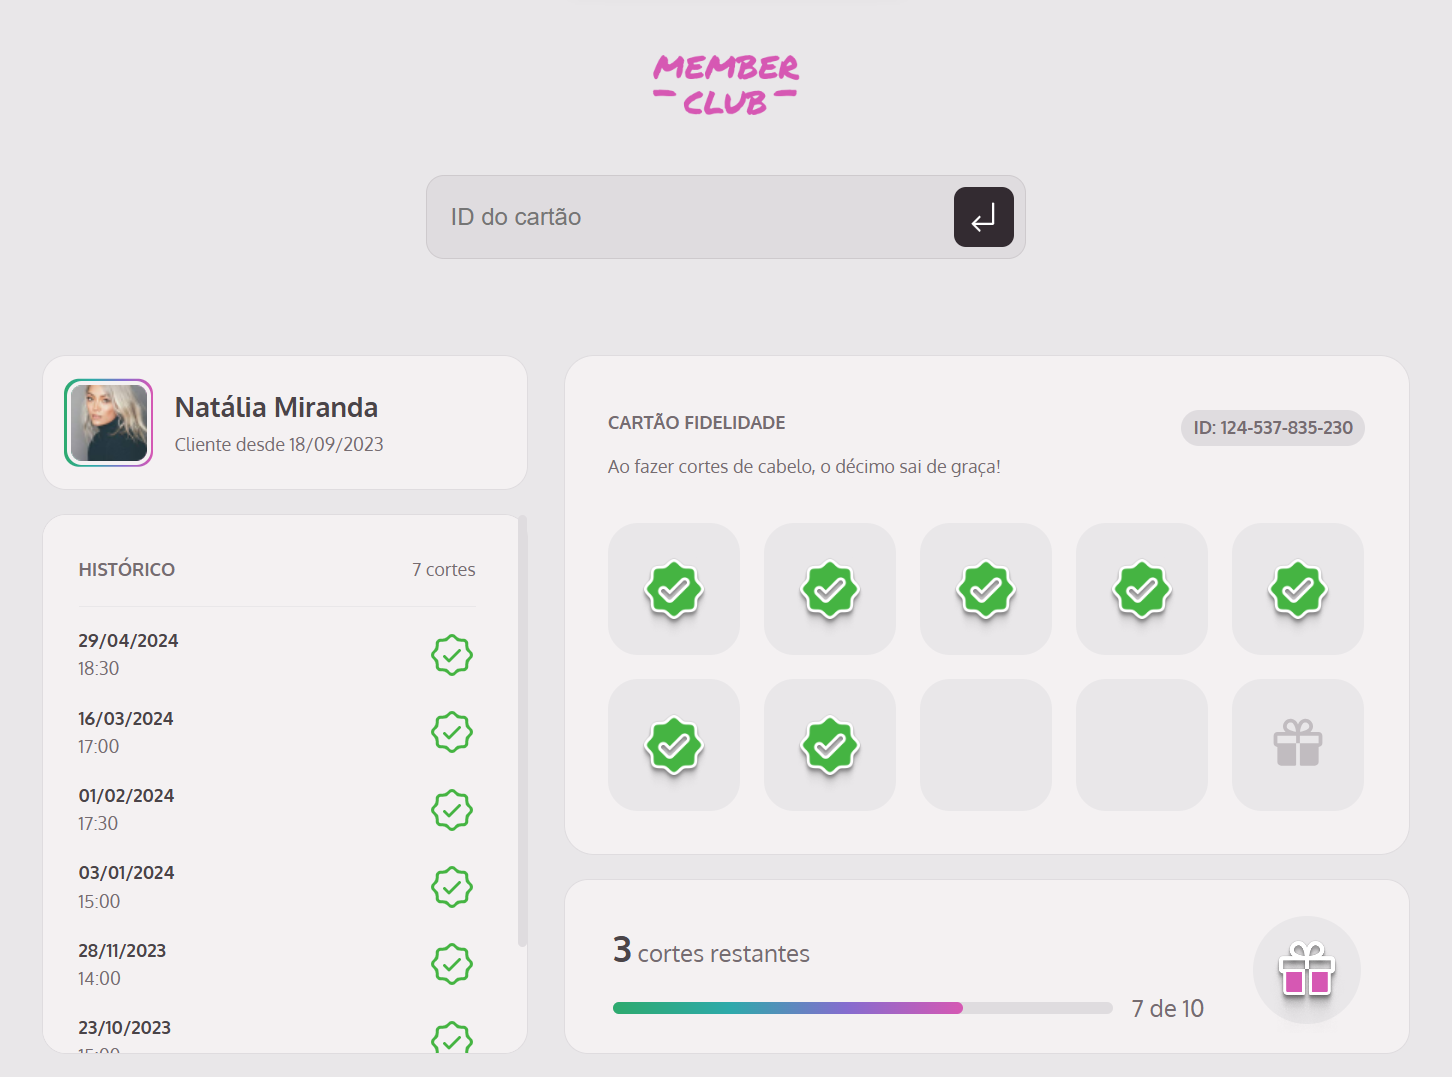 MEMBER
CLUB
ID do cartão
Natália Miranda
Cliente desde 18/09/2023
HISTÓRICO
7 cortes
29/04/2024
18:30
16/03/2024
17:00
01/02/2024
17:30
03/01/2024
15:00
28/11/2023
14:00
23/10/2023
CARTÃO FIDELIDADE
ID: 124-537-835-230
Ao fazer cortes de cabelo, o décimo sai de graça!
3 cortes restantes
7 de 10